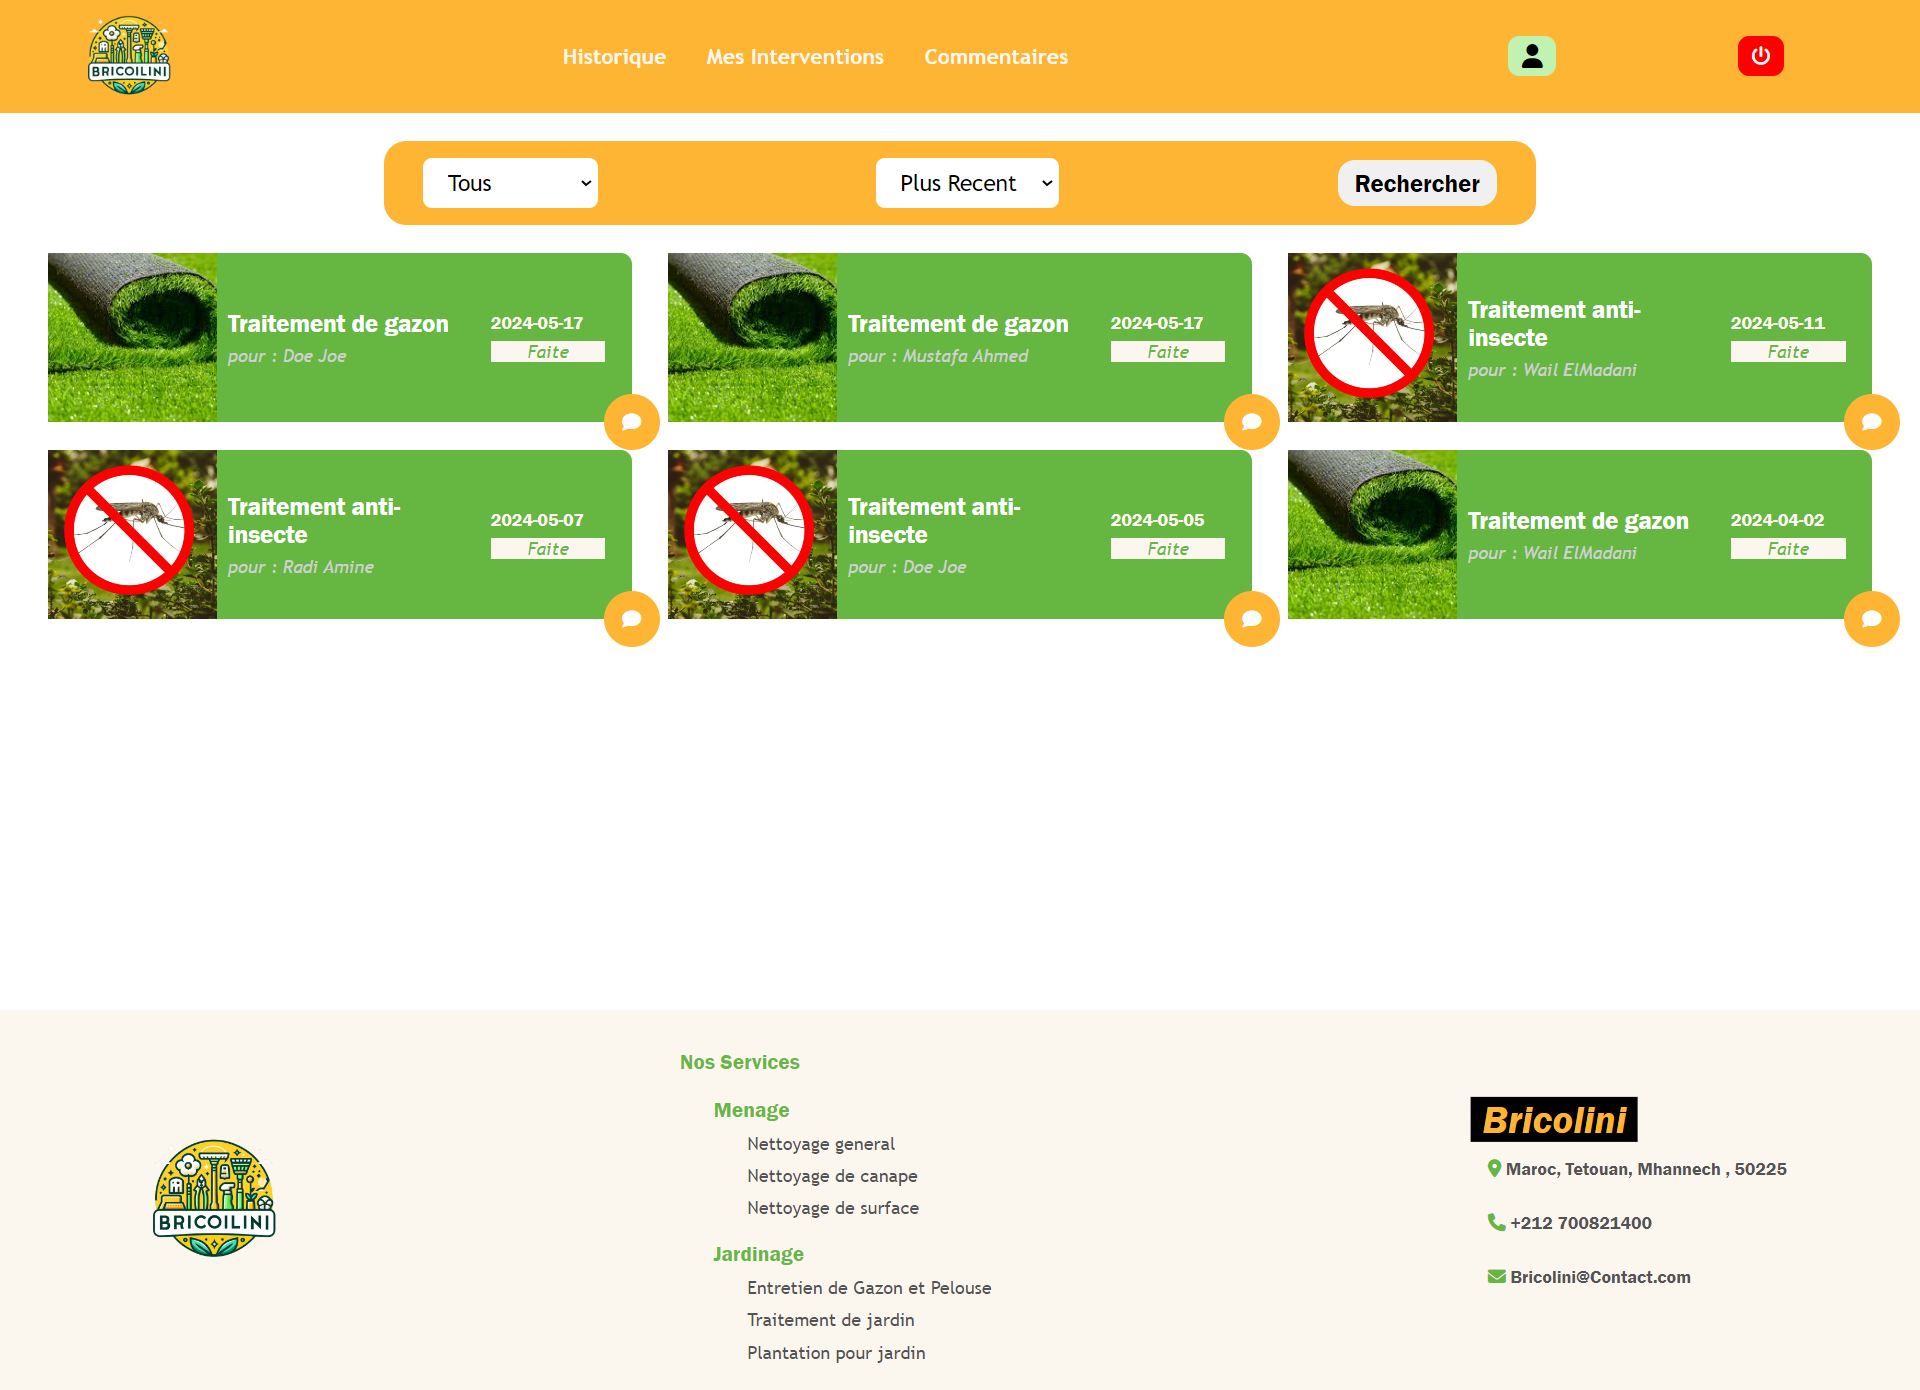 BRICOILINI
Historique
Mes Interventions
Commentaires
Tous
Plus Recent
Rechercher
Traitement de gazon
pour : Doe Joe
2024-05-17
Faite
Traitement de gazon
pour : Mustafa Ahmed
2024-05-17
Faite
Traitement anti-
insecte
pour : Wail ElMadani
2024-05-11
Faite
Traitement anti-
insecte
pour : Radi Amine
2024-05-07
Faite
Traitement anti-
insecte
pour : Doe Joe
2024-05-05
Faite
Traitement de gazon
pour : Wail ElMadani
2024-04-02
Faite
BRICOILINI
Nos Services
Menage
Nettoyage general
Nettoyage de canape
Nettoyage de surface
Jardinage
Entretien de Gazon et Pelouse
Traitement de jardin
Plantation pour jardin
Bricolini
Maroc, Tetouan, Mhannech , 50225
+212 700821400
Bricolini@Contact.com